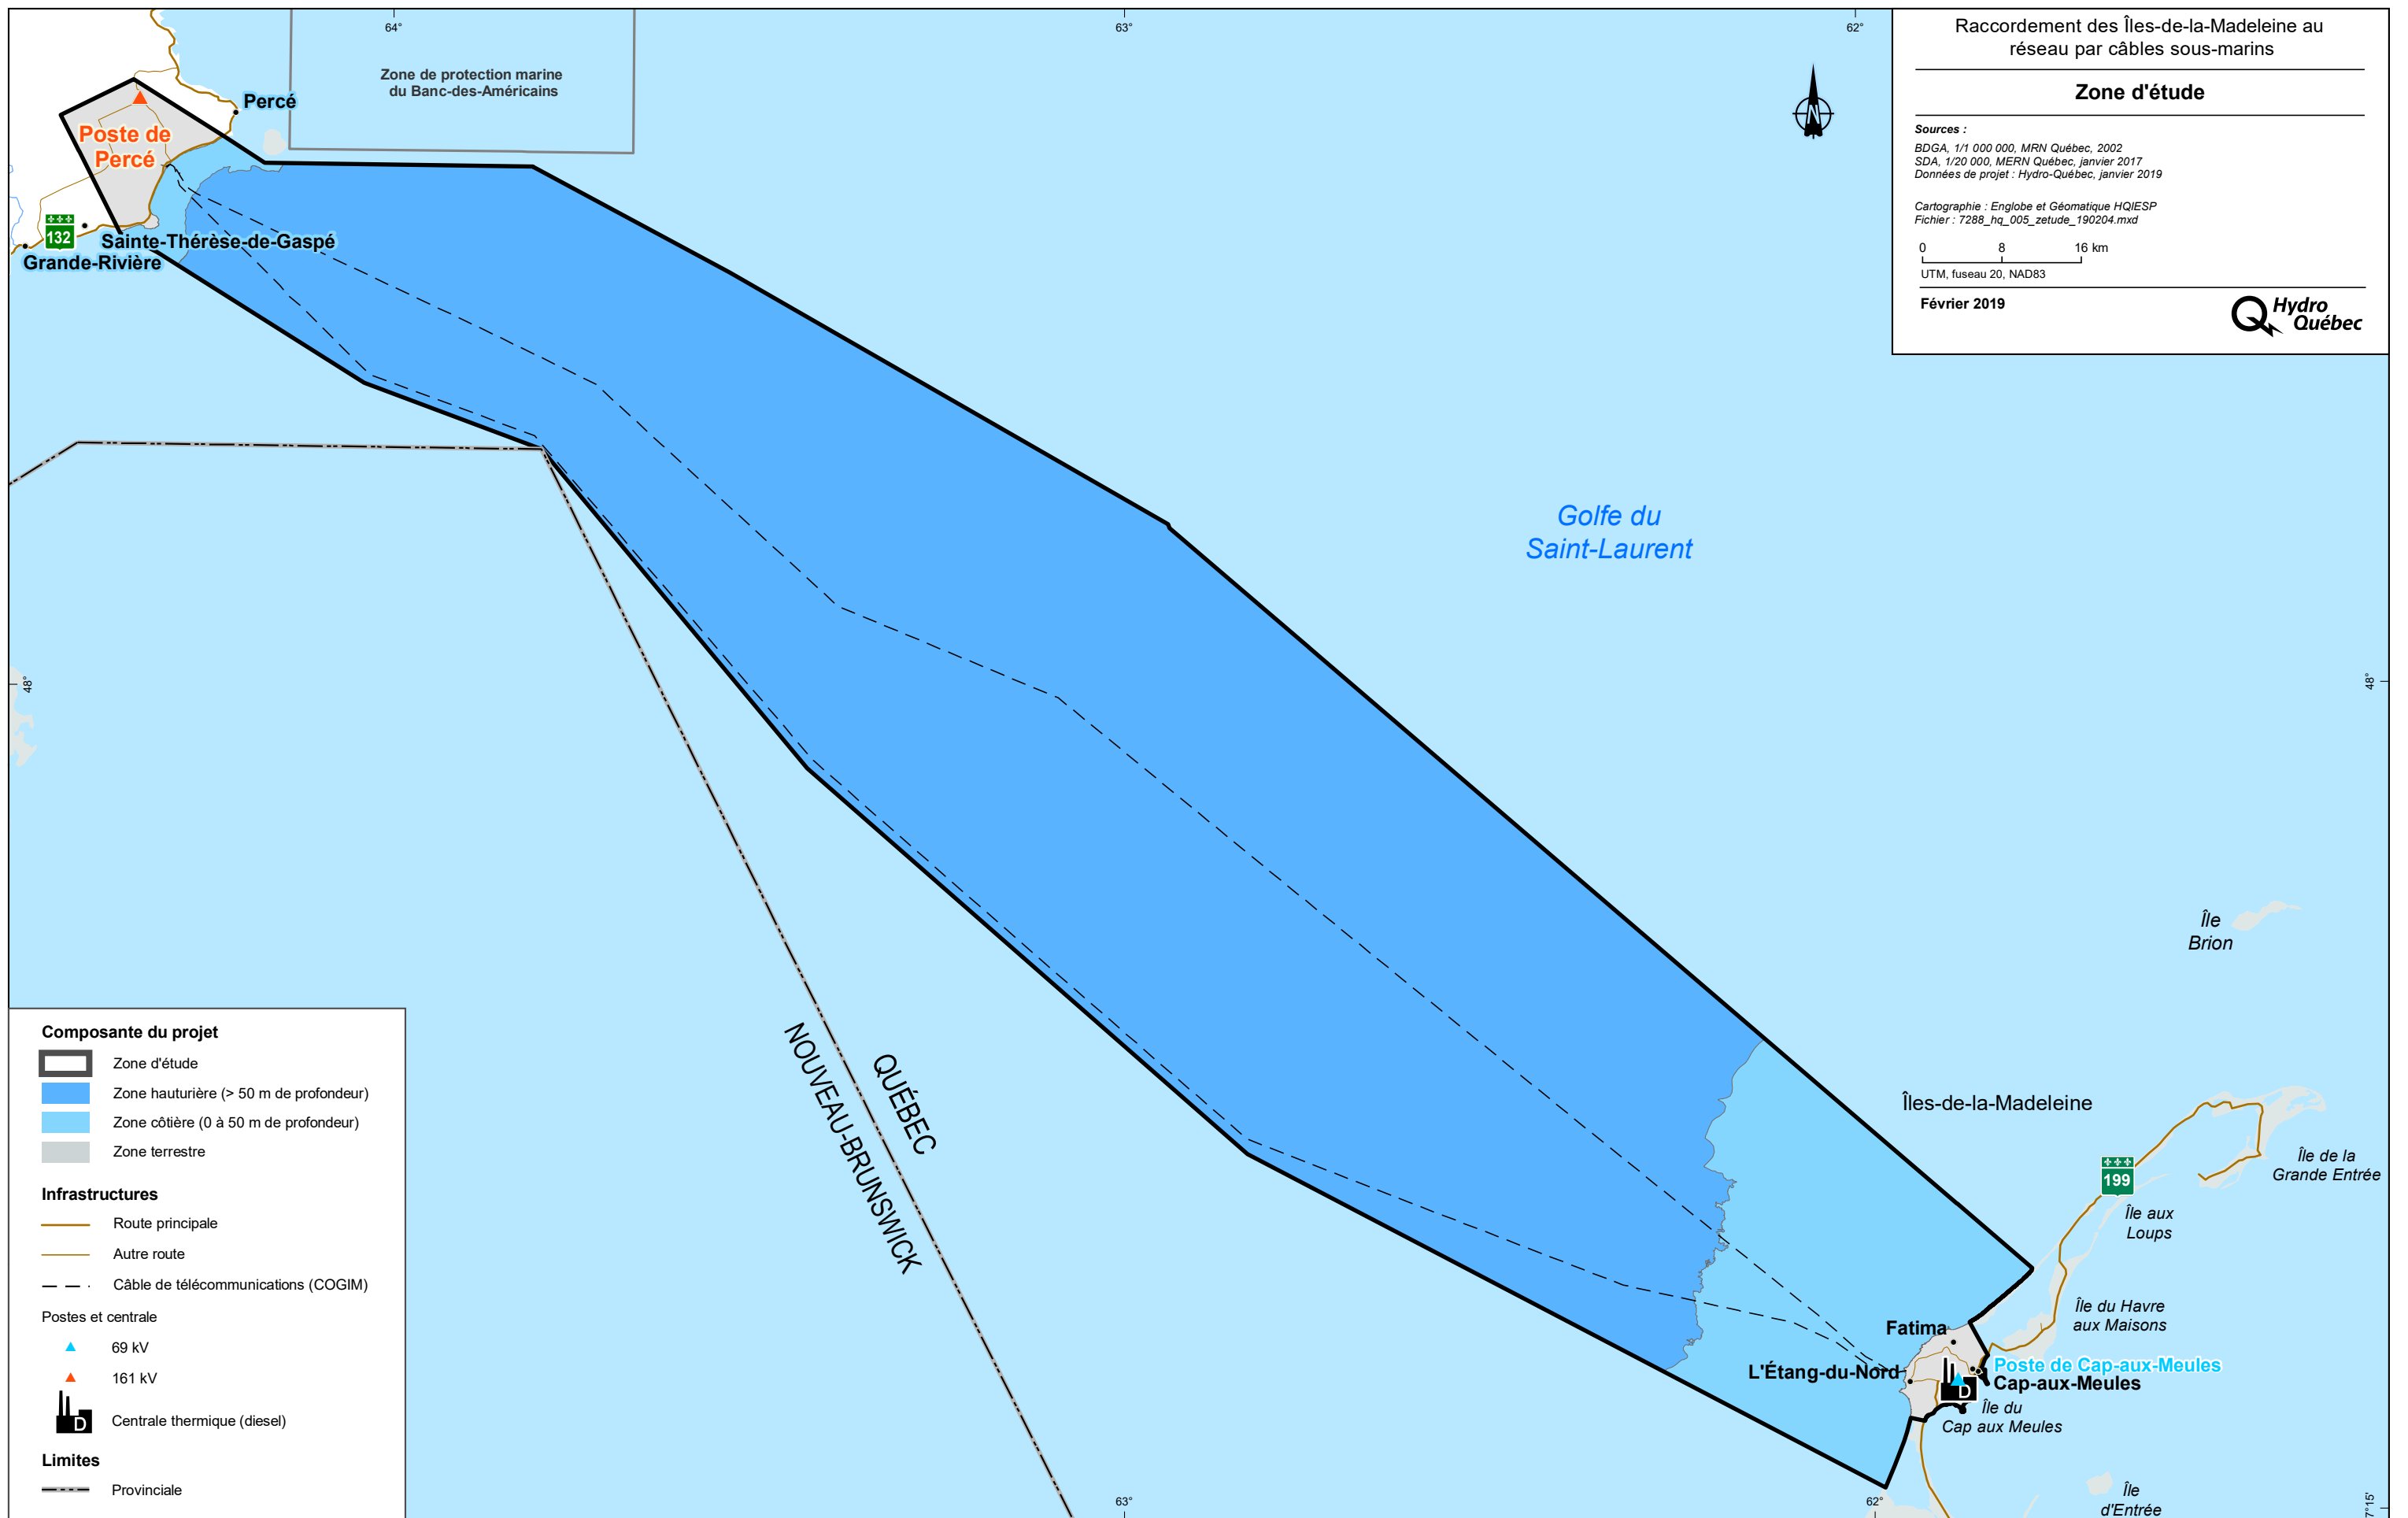 64°
63°
62°
Raccordement des Îles-de-la-Madeleine au
réseau par câbles sous-marins
Zone d'étude
Sources :
BDGA, 1/1 000 000, MRN Québec, 2002
SDA, 1/20 000, MERN Québec, janvier 2017
Données de projet : Hydro-Québec, janvier 2019
Cartographie : Englobe et Géomatique HQIESP
Fichier : 7288_hq_005_zetude_190204.mxd
0 8 16 km
UTM, fuseau 20, NAD83
Février 2019
Hydro
Québec
N
Zone de protection marine
du Banc-des-Américains
Percé
Poste de
Percé
132
Sainte-Thérèse-de-Gaspé
Grande-Rivière
Golfe du
Saint-Laurent
48°
48°
Île
Brion
QUÉBEC
NOUVEAU-BRUNSWICK
Îles-de-la-Madeleine
199
Île de la
Grande Entrée
Île aux
Loups
Île du Havre
aux Maisons
Fatima
L'Étang-du-Nord
Poste de Cap-aux-Meules
Cap-aux-Meules
D
Île du
Cap aux Meules
Île
d'Entrée
63°
62°
7°15'
Composante du projet
Zone d'étude
Zone hauturière (> 50 m de profondeur)
Zone côtière (0 à 50 m de profondeur)
Zone terrestre
Infrastructures
Route principale
Autre route
Câble de télécommunications (COGIM)
Postes et centrale
69 kV
161 kV
D
Centrale thermique (diesel)
Limites
Provinciale